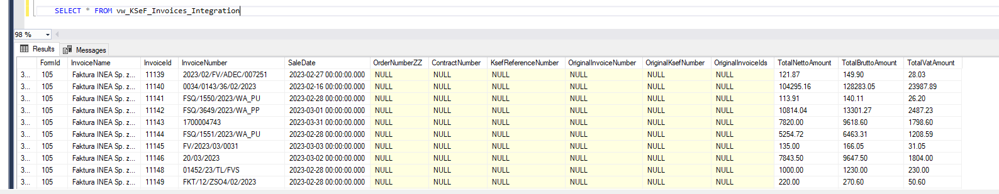 SELECT * FROM vw_KSeF_Invoices_Integration
98 %
Results Messages
FormId InvoiceName InvoiceId InvoiceNumber SaleDate OrderNumberZZ ContractNumber KsefReferenceNumber OriginalInvoiceNumber OriginalKsefNumber OriginalInvoiceIds TotalNettoAmount TotalBruttoAmount TotalVatAmount
3... 105 Faktura INEA Sp. z... 11139 2023/02/FV/ADEC/007251 2023-02-27 00:00:00.000 NULL NULL NULL NULL NULL NULL 121.87 149.90 28.03
3... 105 Faktura INEA Sp. z... 11140 0034/0143/36/02/2023 2023-02-16 00:00:00.000 NULL NULL NULL NULL NULL NULL 104295.16 128283.05 23987.89
3... 105 Faktura INEA Sp. z... 11141 FSQ/1550/2023/WA_PU 2023-02-28 00:00:00.000 NULL NULL NULL NULL NULL NULL 113.91 140.11 26.20
3... 105 Faktura INEA Sp. z... 11142 FSQ/3649/2023/WA_PP 2023-03-01 00:00:00.000 NULL NULL NULL NULL NULL NULL 10814.04 13301.27 2487.23
3... 105 Faktura INEA Sp. z... 11143 1700004743 2023-03-31 00:00:00.000 NULL NULL NULL NULL NULL NULL 7820.00 9618.60 1798.60
3... 105 Faktura INEA Sp. z... 11144 FSQ/1551/2023/WA_PU 2023-02-28 00:00:00.000 NULL NULL NULL NULL NULL NULL 5254.72 6463.31 1208.59
3... 105 Faktura INEA Sp. z... 11145 FV/2023/03/0031 2023-03-03 00:00:00.000 NULL NULL NULL NULL NULL NULL 135.00 166.05 31.05
3... 105 Faktura INEA Sp. z... 11146 20/03/2023 2023-03-02 00:00:00.000 NULL NULL NULL NULL NULL NULL 7843.50 9647.50 1804.00
3... 105 Faktura INEA Sp. z... 11148 01452/23/TL/FVS 2023-02-28 00:00:00.000 NULL NULL NULL NULL NULL NULL 1000.00 1230.00 230.00
3... 105 Faktura INEA Sp. z... 11149 FKT/12/ZSO4/02/2023 2023-02-28 00:00:00.000 NULL NULL NULL NULL NULL NULL 220.00 270.60 50.60